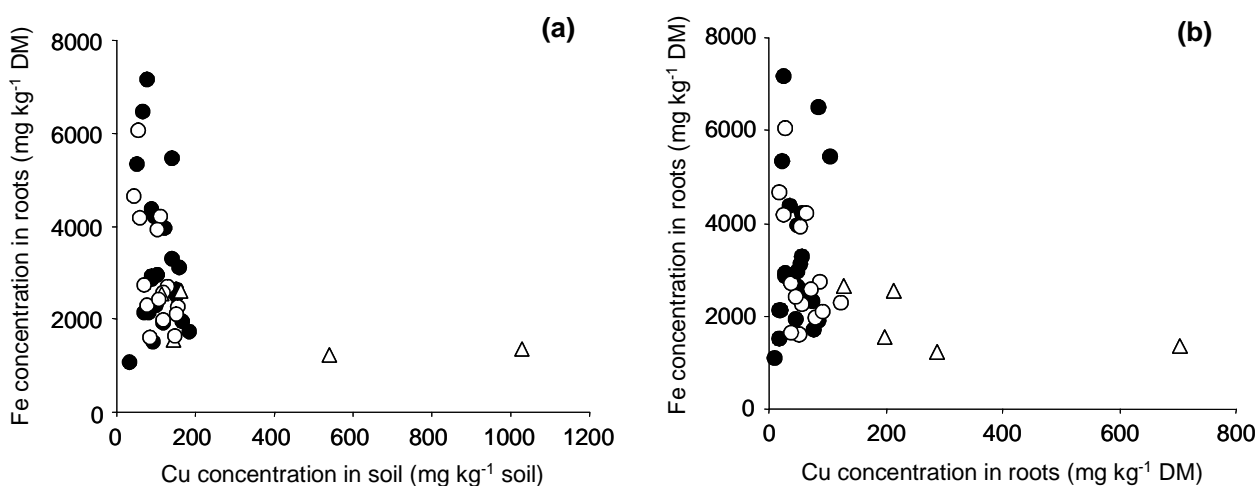 (a)
Fe concentration in roots (mg kg⁻¹ DM)
8000
6000
4000
2000
0
0 200 400 600 800 1000 1200
Cu concentration in soil (mg kg⁻¹ soil)
(b)
Fe concentration in roots (mg kg⁻¹ DM)
8000
6000
4000
2000
0
0 200 400 600 800
Cu concentration in roots (mg kg⁻¹ DM)